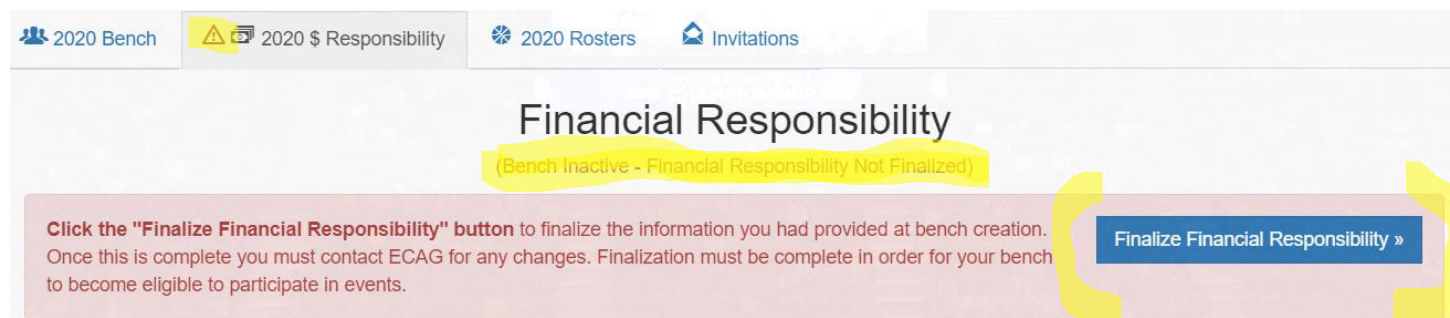 2020 Bench
2020 $ Responsibility
2020 Rosters
Invitations
Financial Responsibility
(Bench Inactive - Financial Responsibility Not Finalized)
Click the "Finalize Financial Responsibility" button to finalize the information you had provided at bench creation.
Once this is complete you must contact ECAG for any changes. Finalization must be complete in order for your bench
to become eligible to participate in events.
Finalize Financial Responsibility »